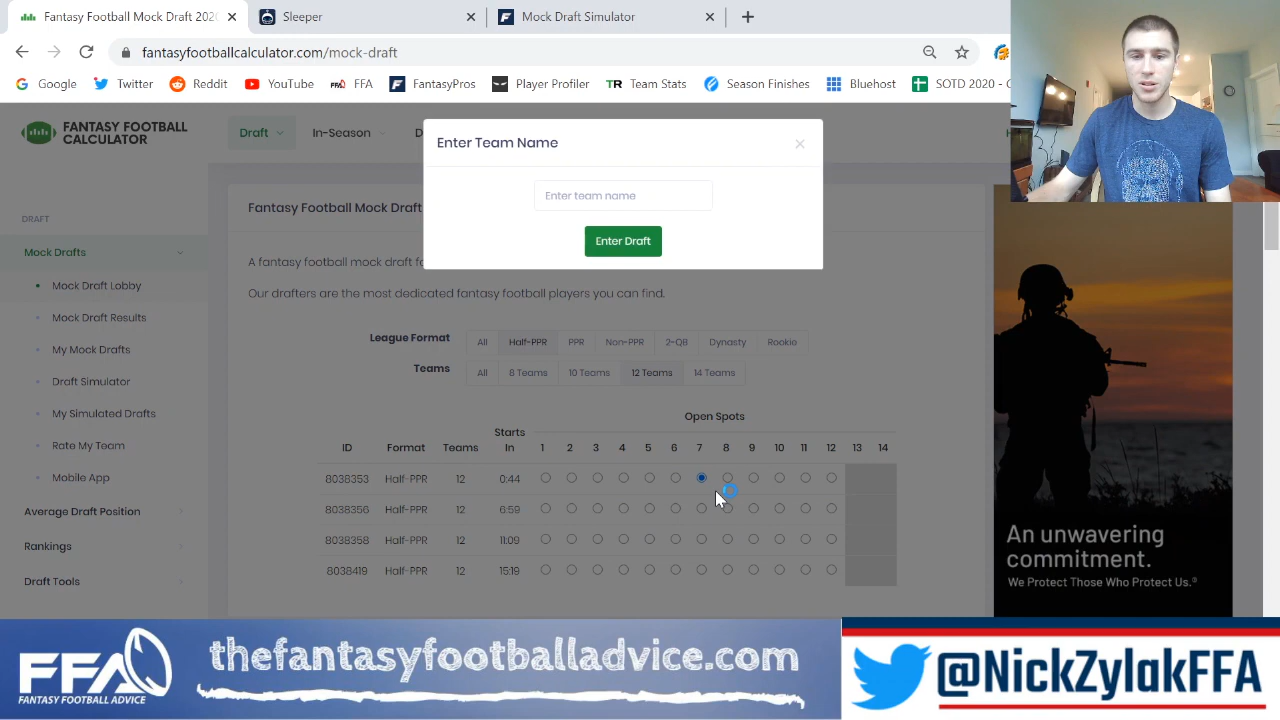 Fantasy Football Mock Draft 202
Sleeper
Mock Draft Simulator
fantasyfootballcalculator.com/mock-draft
Google Twitter Reddit YouTube FFA FantasyPros Player Profiler Team Stats Season Finishes Bluehost SOTD 2020 -
FANTASY FOOTBALL
CALCULATOR
Draft
In-Season
Enter Team Name
Enter team name
Enter Draft
DRAFT
Mock Drafts
Mock Draft Lobby
Mock Draft Results
My Mock Drafts
Draft Simulator
My Simulated Drafts
Rate My Team
Mobile App
Average Draft Position
Rankings
Draft Tools
Fantasy Football Mock Draft
A fantasy football mock draft f
Our drafters are the most dedicated fantasy football players you can find.
League Format All Half-PPR PPR Non-PPR 2-QB Dynasty Rookie
Teams All 8 Teams 10 Teams 12 Teams 14 Teams
Open Spots
ID Format Teams Starts In 1 2 3 4 5 6 7 8 9 10 11 12 13 14
8038353 Half-PPR 12 0:44
8038356 Half-PPR 12 6:59
8038358 Half-PPR 12 11:09
8038419 Half-PPR 12 15:19
An unwavering
commitment.
We Protect Those Who Protect Us.®
FFA
FANTASY FOOTBALL ADVICE
thefantasyfootballadvice.com
@NickZylakFFA